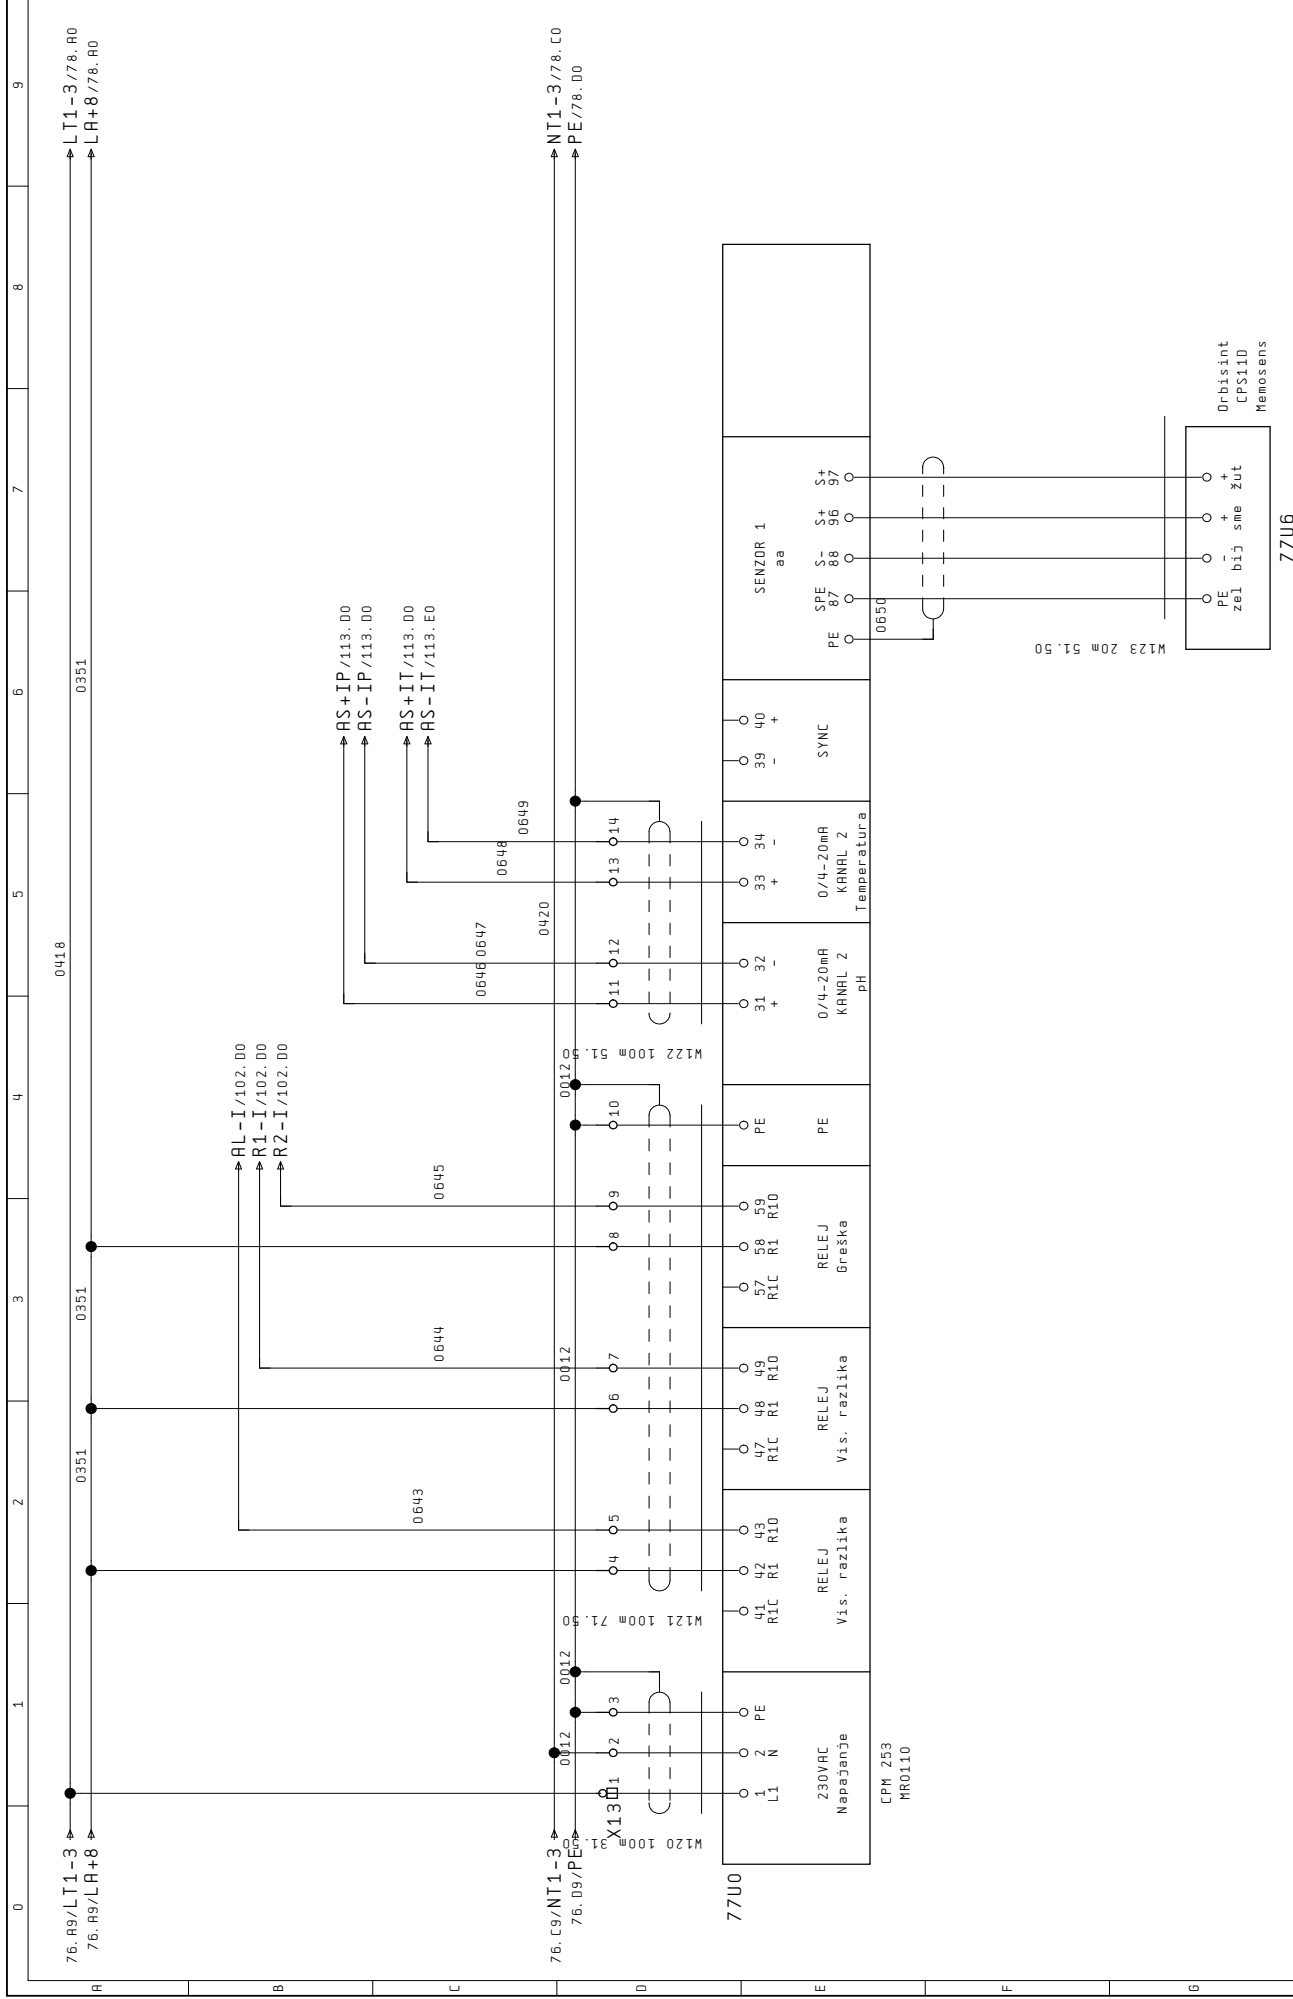 0 1 2 3 4 5 6 7 8 9
A
B
C
D
E
F
G
76.A9/LT1-3
76.A9/LA+8
0418
0351
0351
0351
LT1-3/78.A0
LA+8/78.A0
AL-I/102.D0
R1-I/102.D0
R2-I/102.D0
AS+IP/113.D0
AS-IP/113.D0
AS+IT/113.D0
AS-IT/113.E0
0643
0644
0645
0646
0647
0648
0649
76.C9/NT1-3
76.D9/PE
0420
NT1-3/78.C0
PE/78.D0
0012
0012
0012
0012
X13
1 2 3 4 5 6 7 8 9 10 11 12 13 14
W120 100m 31.50
W121 100m 71.50
W122 100m 51.50
77U0
1 2 PE
L1 N
230VAC
Napajanje
41 42 43
R1C R1 R1O
RELEJ
Vis. razlika
47 48 49
R1C R1 R1O
RELEJ
Vis. razlika
57 58 59
R1C R1 R1O
RELEJ
Greška
PE
PE
31 32
+ -
0/4-20mA
KANAL 2
pH
33 34
+ -
0/4-20mA
KANAL 2
Temperatura
39 40
- +
SYNC
SENZOR 1
aa
PE SPE S- S+ S+
87 88 96 97
CPM 253
MR0110
0650
W123 20m 51.50
PE - + +
zel bij sme žut
Orbisint
CPS11D
Memosens
77U6